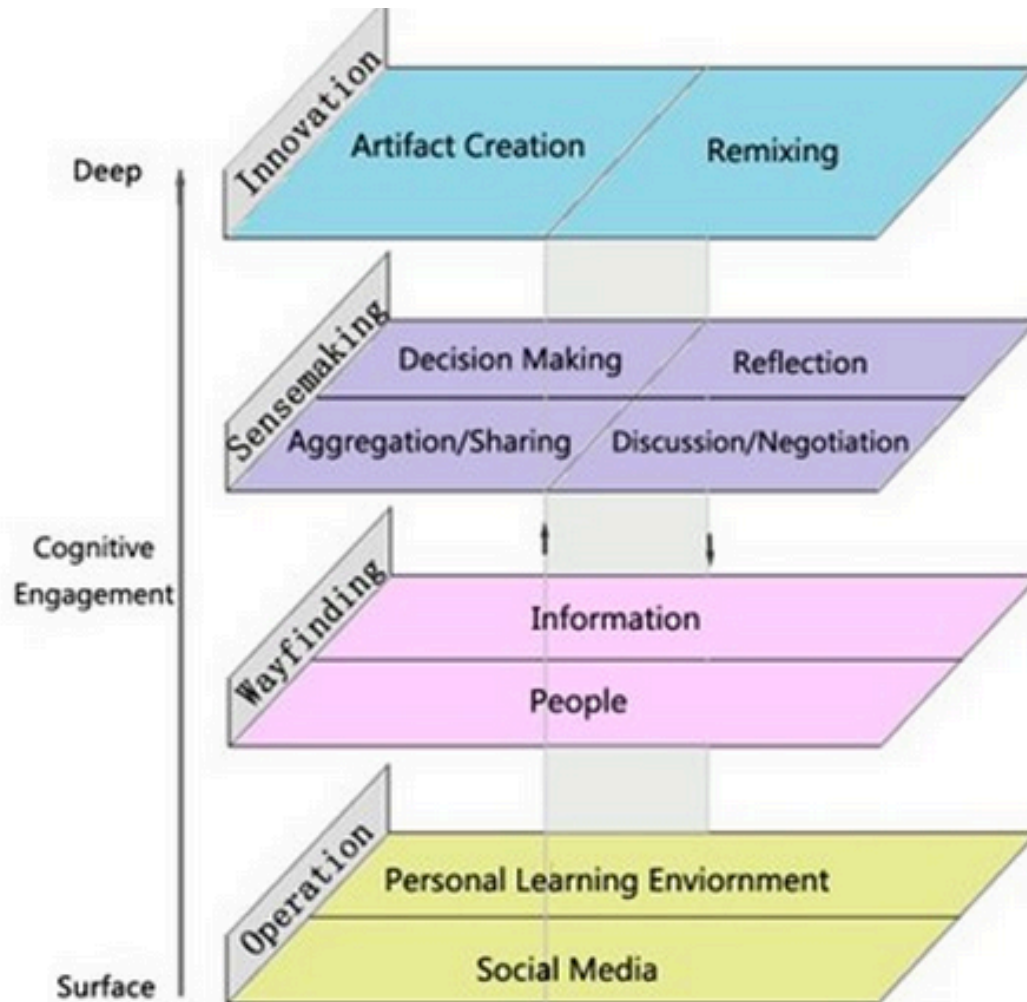 Innovation
Artifact Creation
Remixing
Deep
Sensemaking
Decision Making
Reflection
Aggregation/Sharing
Discussion/Negotiation
Cognitive
Engagement
Wayfinding
Information
People
Operation
Personal Learning Enviornment
Social Media
Surface